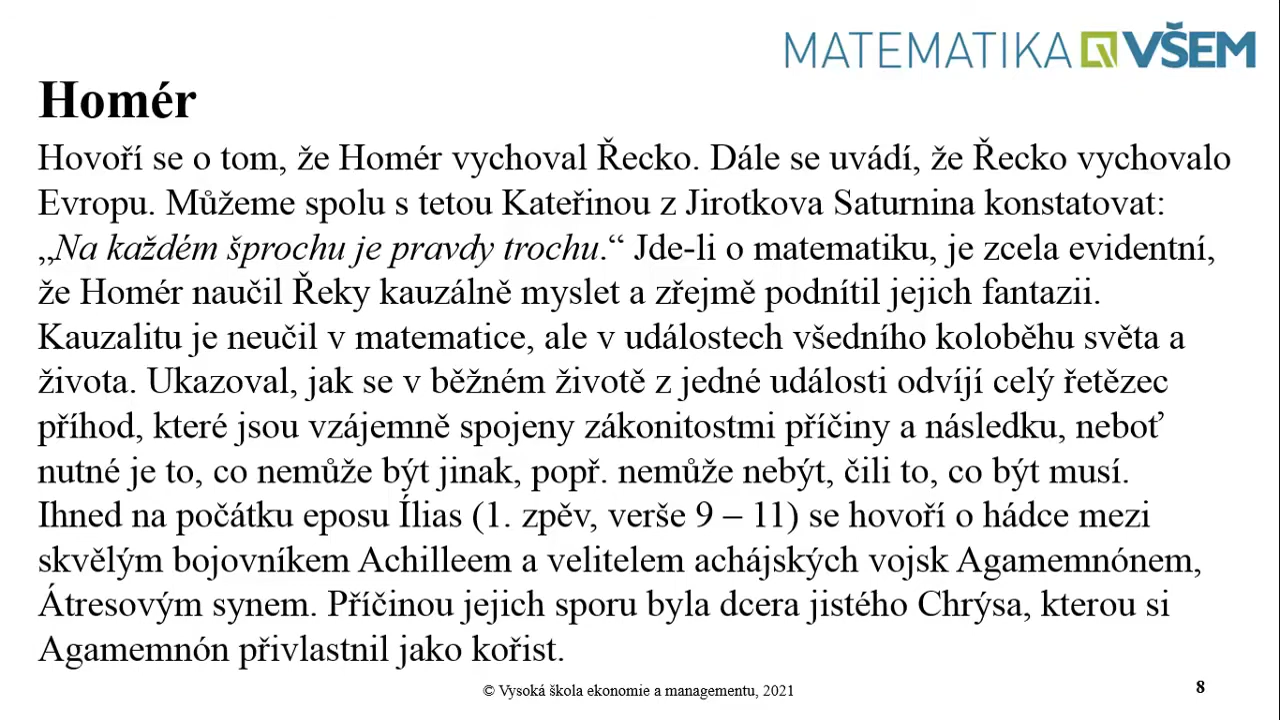 MATEMATIKA VŠEM
Homér
Hovoří se o tom, že Homér vychoval Řecko. Dále se uvádí, že Řecko vychovalo
Evropu. Můžeme spolu s tetou Kateřinou z Jirotkova Saturnina konstatovat:
„Na každém šprochu je pravdy trochu.“ Jde-li o matematiku, je zcela evidentní,
že Homér naučil Řeky kauzálně myslet a zřejmě podnítil jejich fantazii.
Kauzalitu je neučil v matematice, ale v událostech všedního koloběhu světa a
života. Ukazoval, jak se v běžném životě z jedné události odvíjí celý řetězec
příhod, které jsou vzájemně spojeny zákonitostmi příčiny a následku, neboť
nutné je to, co nemůže být jinak, popř. nemůže nebýt, čili to, co být musí.
Ihned na počátku eposu Ílias (1. zpěv, verše 9 – 11) se hovoří o hádce mezi
skvělým bojovníkem Achilleem a velitelem achájských vojsk Agamemnónem,
Átresovým synem. Příčinou jejich sporu byla dcera jistého Chrýsa, kterou si
Agamemnón přivlastnil jako kořist.
© Vysoká škola ekonomie a managementu, 2021
8